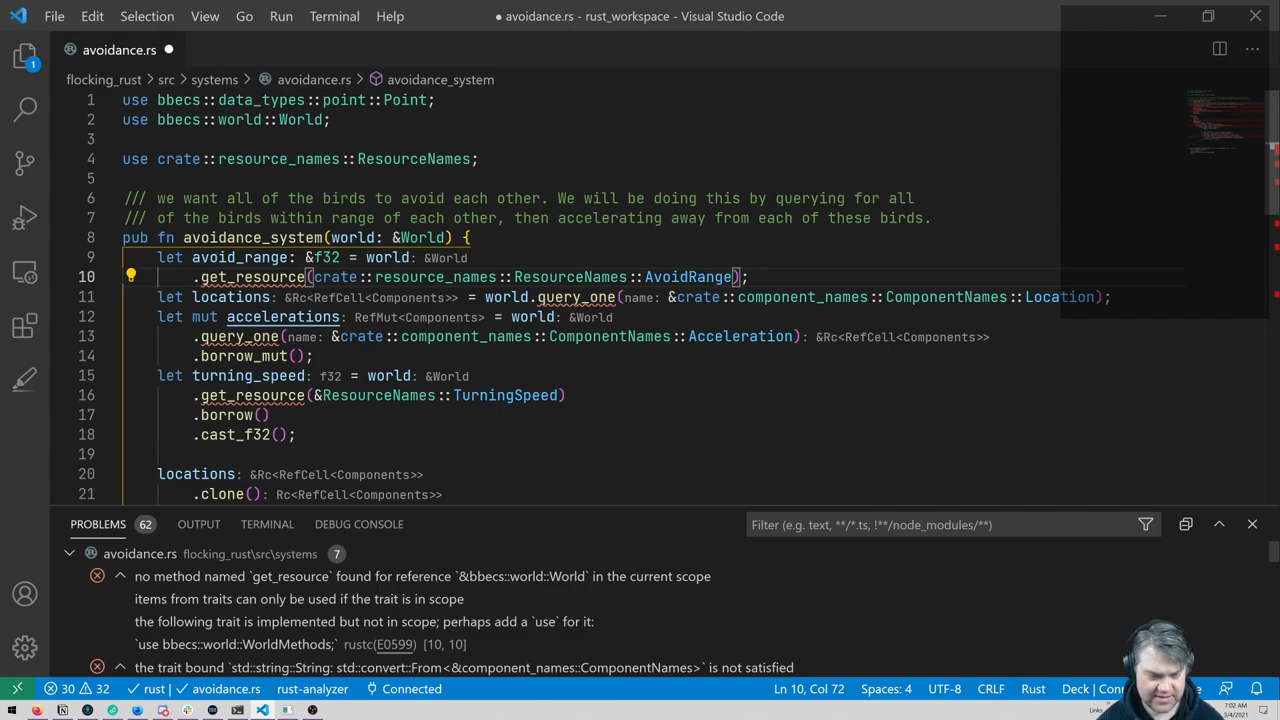 File Edit Selection View Go Run Terminal Help
● avoidance.rs - rust_workspace - Visual Studio Code
avoidance.rs ●
flocking_rust > src > systems > avoidance.rs > avoidance_system
1 use bbecs::data_types::point::Point;
2 use bbecs::world::World;
3
4 use crate::resource_names::ResourceNames;
5
6 /// we want all of the birds to avoid each other. We will be doing this by querying for all
7 /// of the birds within range of each other, then accelerating away from each of these birds.
8 pub fn avoidance_system(world: &World) {
9 let avoid_range: &f32 = world: &World
10 .get_resource(crate::resource_names::ResourceNames::AvoidRange);
11 let locations: &Rc<RefCell<Components>> = world.query_one(name: &crate::component_names::ComponentNames::Location);
12 let mut accelerations: RefMut<Components> = world: &World
13 .query_one(name: &crate::component_names::ComponentNames::Acceleration): &Rc<RefCell<Components>>
14 .borrow_mut();
15 let turning_speed: f32 = world: &World
16 .get_resource(&ResourceNames::TurningSpeed)
17 .borrow()
18 .cast_f32();
19
20 locations: &Rc<RefCell<Components>>
21 .clone(): Rc<RefCell<Components>>
1
PROBLEMS 62 OUTPUT TERMINAL DEBUG CONSOLE
Filter (e.g. text, **/*.ts, !**/node_modules/**)
avoidance.rs flocking_rust\src\systems 7
no method named `get_resource` found for reference `&bbecs::world::World` in the current scope
items from traits can only be used if the trait is in scope
the following trait is implemented but not in scope; perhaps add a `use` for it:
`use bbecs::world::WorldMethods;` rustc(E0599) [10, 10]
the trait bound `std::string::String: std::convert::From<&component_names::ComponentNames>` is not satisfied
30 32 rust | avoidance.rs rust-analyzer Connected
Ln 10, Col 72 Spaces: 4 UTF-8 CRLF Rust Deck | Conn
Links
7:02 AM
3/4/2021